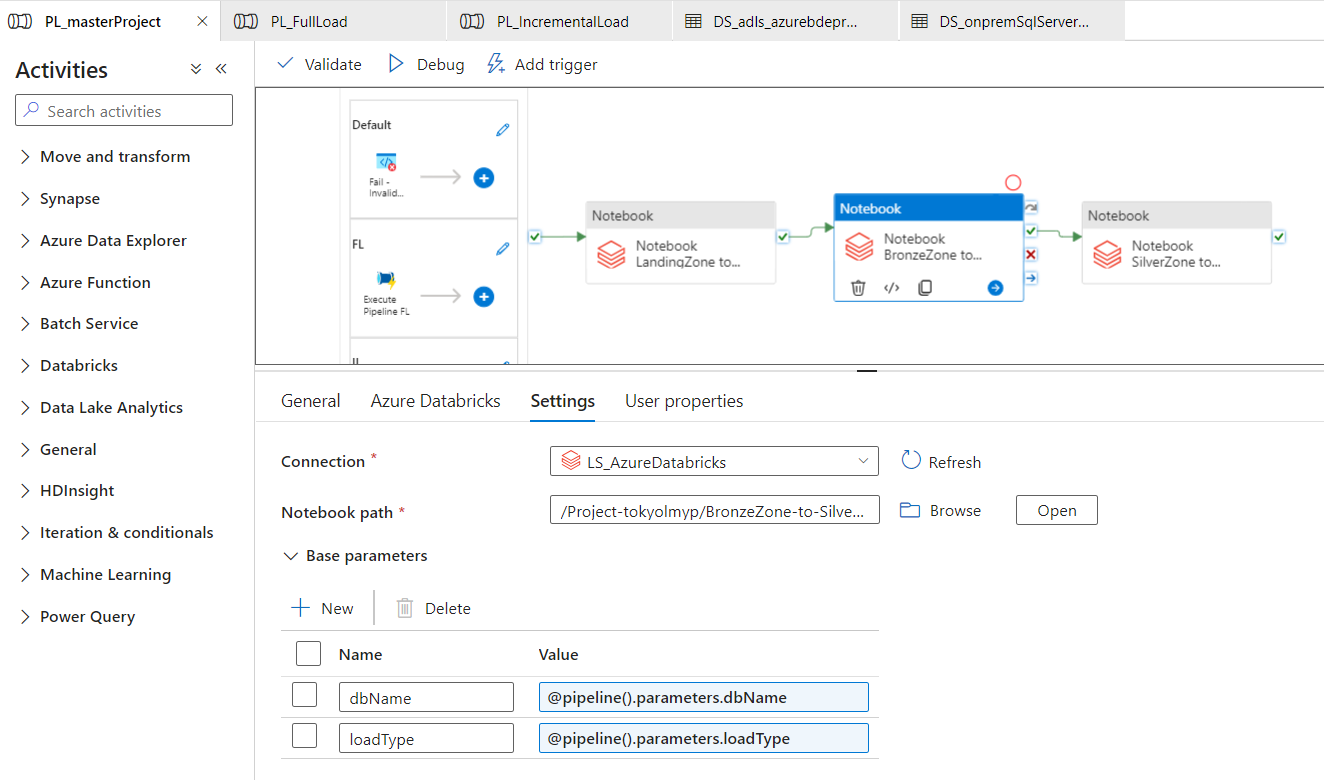 PL_masterProject
PL_FullLoad
PL_IncrementalLoad
DS_adls_azurebdepr...
DS_onpremSqlServer...
Activities
Search activities
Move and transform
Synapse
Azure Data Explorer
Azure Function
Batch Service
Databricks
Data Lake Analytics
General
HDInsight
Iteration & conditionals
Machine Learning
Power Query
Validate
Debug
Add trigger
Default
Fail -
Invalid...
FL
Execute
Pipeline FL
Notebook
Notebook
LandingZone to...
Notebook
Notebook
BronzeZone to...
Notebook
Notebook
SilverZone to...
General
Azure Databricks
Settings
User properties
Connection *
LS_AzureDatabricks
Refresh
Notebook path *
/Project-tokyolmyp/BronzeZone-to-Silve...
Browse
Open
Base parameters
New
Delete
Name
Value
dbName
@pipeline().parameters.dbName
loadType
@pipeline().parameters.loadType